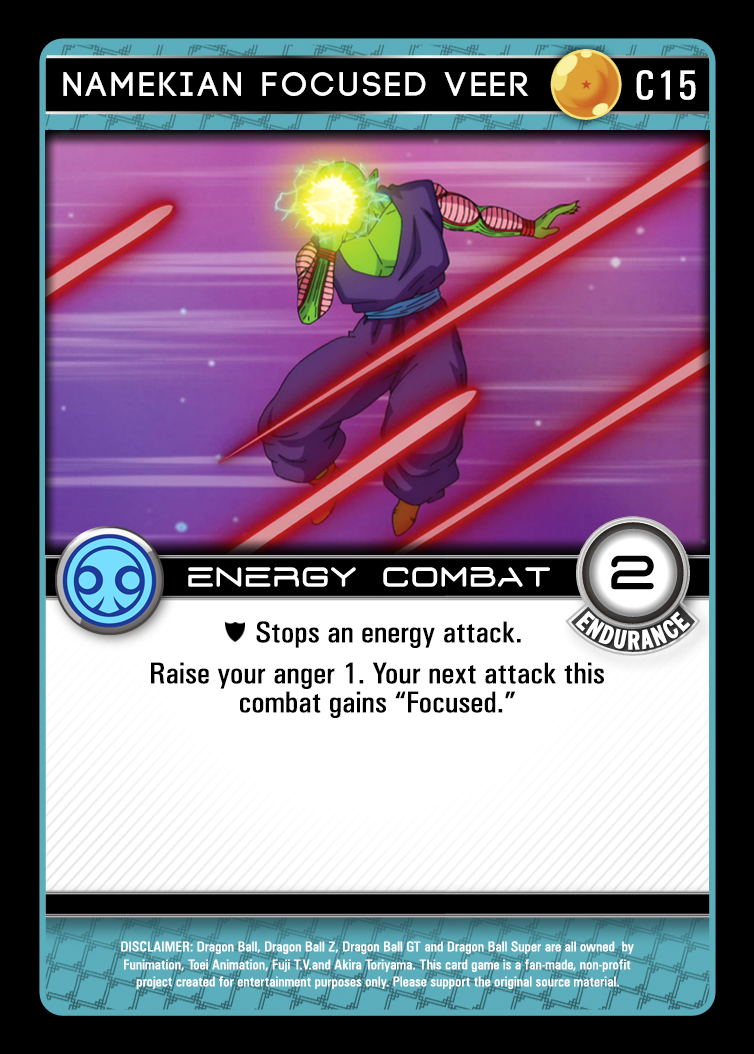 NAMEKIAN FOCUSED VEER C15
ENERGY COMBAT
2
ENDURANCE
Stops an energy attack.
Raise your anger 1. Your next attack this
combat gains “Focused.”
DISCLAIMER: Dragon Ball, Dragon Ball Z, Dragon Ball GT and Dragon Ball Super are all owned by
Funimation, Toei Animation, Fuji T.V.and Akira Toriyama. This card game is a fan-made, non-profit
project created for entertainment purposes only. Please support the original source material.